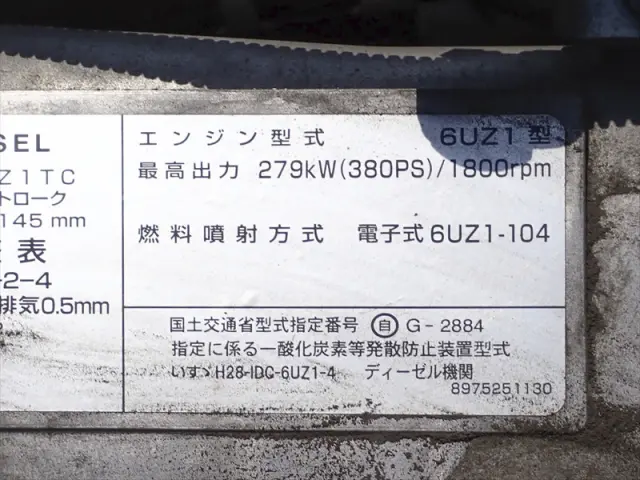 SEL
Z1TC
トローク
145 mm
表
-2-4
排気0.5mm
エンジン型式 6UZ1型
最高出力 279kW(380PS)/1800rpm
燃料噴射方式 電子式6UZ1-104
国土交通省型式指定番号 自 G-2884
指定に係る一酸化炭素等発散防止装置型式
いすゞH28-IDC-6UZ1-4 ディーゼル機関
8975251130